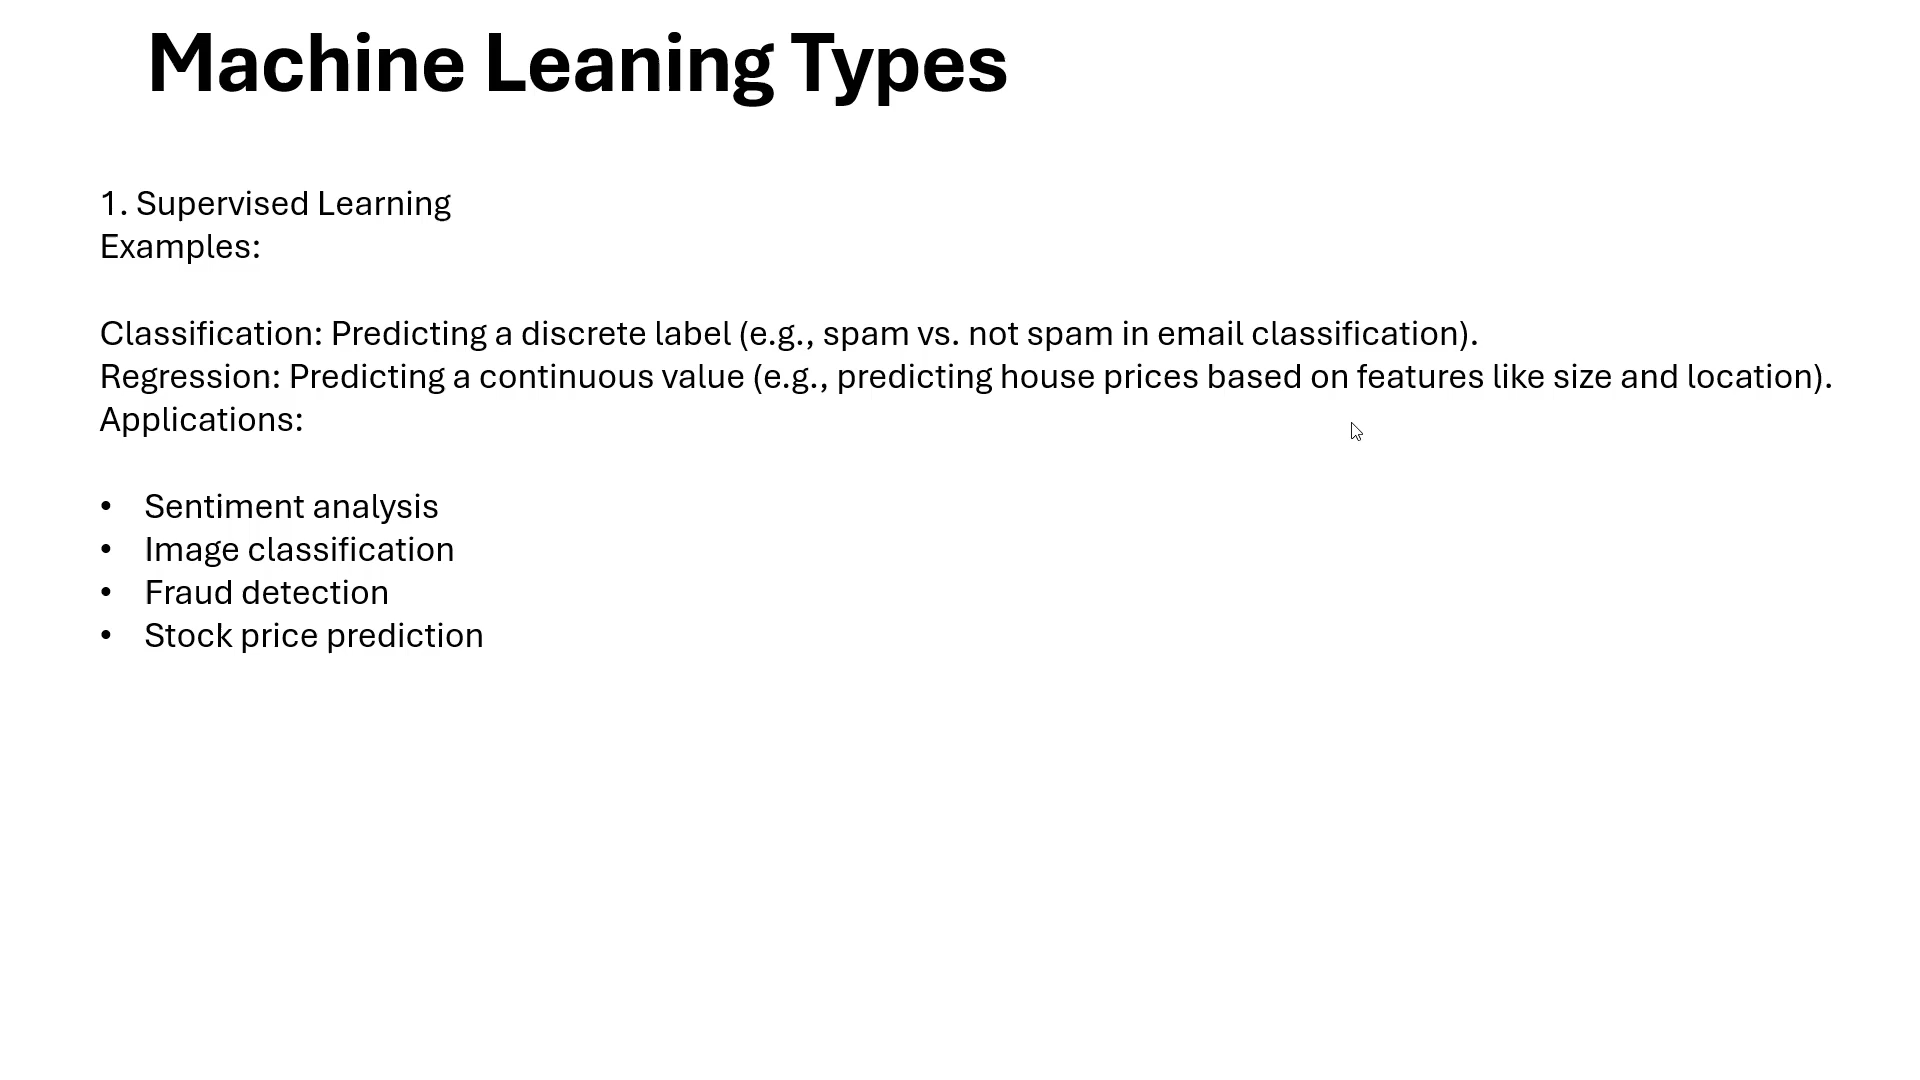 Machine Leaning Types
1. Supervised Learning
Examples:
Classification: Predicting a discrete label (e.g., spam vs. not spam in email classification).
Regression: Predicting a continuous value (e.g., predicting house prices based on features like size and location).
Applications:
• Sentiment analysis
• Image classification
• Fraud detection
• Stock price prediction